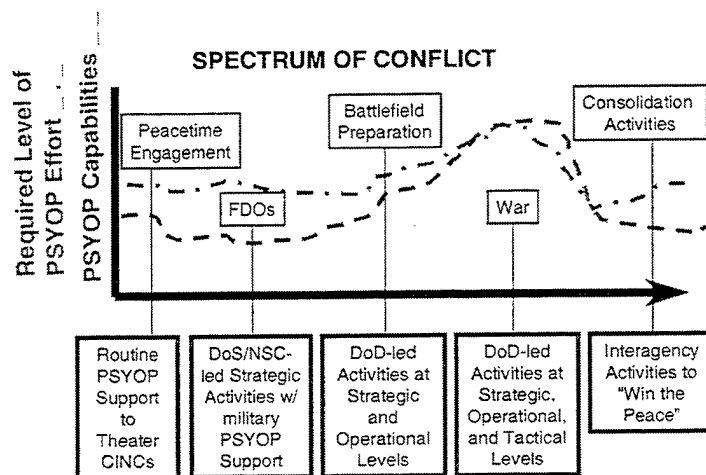 SPECTRUM OF CONFLICT
Required Level of
PSYOP Effort _ . _
PSYOP Capabilities _ _ _
Peacetime
Engagement
FDOs
Battlefield
Preparation
War
Consolidation
Activities
Routine
PSYOP
Support
to
Theater
CINCs
DoS/NSC-
led Strategic
Activities w/
military
PSYOP
Support
DoD-led
Activities at
Strategic
and
Operational
Levels
DoD-led
Activities at
Strategic,
Operational,
and Tactical
Levels
Interagency
Activities to
“Win the
Peace”